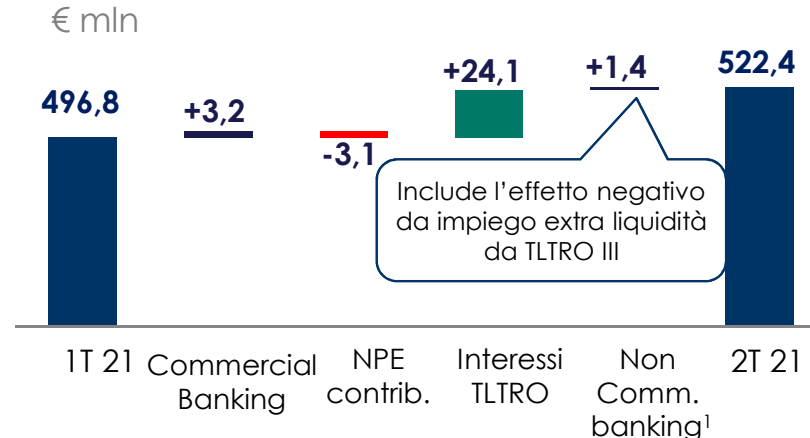 € mln
496,8
+3,2
-3,1
+24,1
+1,4
522,4
Include l’effetto negativo
da impiego extra liquidità
da TLTRO III
1T 21
Commercial
Banking
NPE
contrib.
Interessi
TLTRO
Non
Comm.
banking¹
2T 21